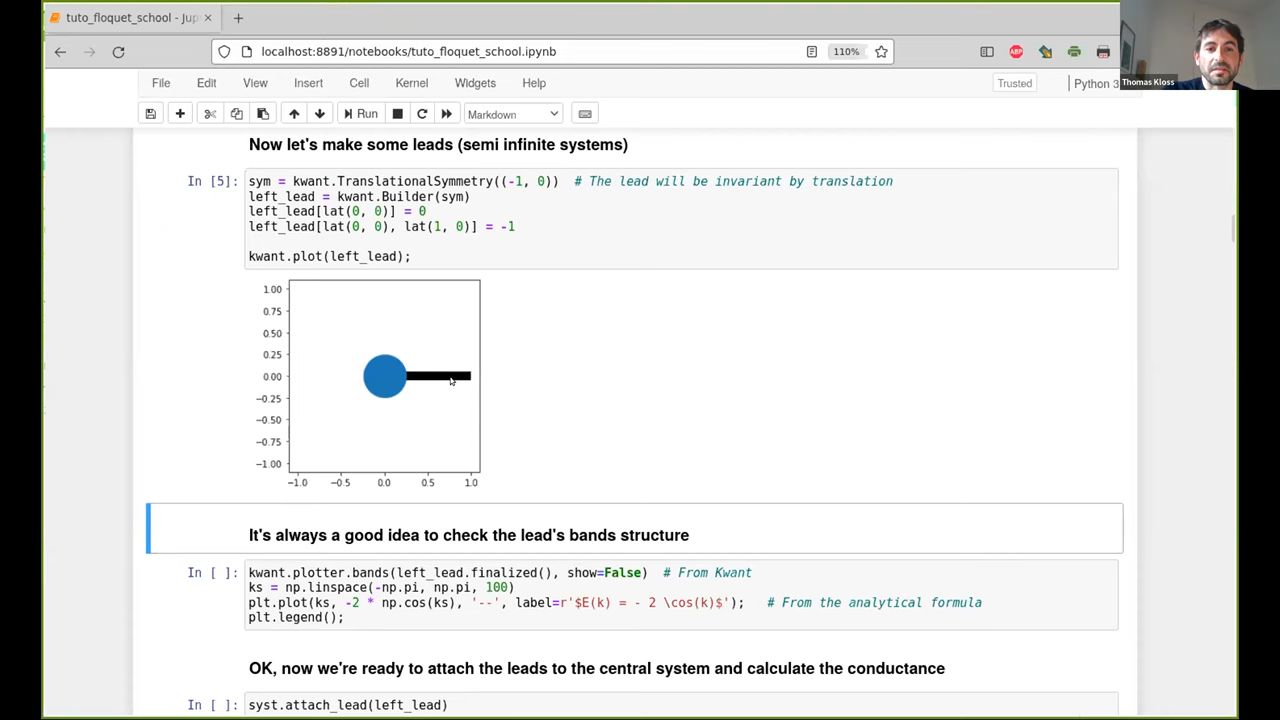 tuto_floquet_school - Jup
localhost:8891/notebooks/tuto_floquet_school.ipynb
110%
ABP
Thomas Kloss
File Edit View Insert Cell Kernel Widgets Help
Trusted
Python 3
Run
Markdown
Now let's make some leads (semi infinite systems)
In [5]: sym = kwant.TranslationalSymmetry((-1, 0))  # The lead will be invariant by translation
left_lead = kwant.Builder(sym)
left_lead[lat(0, 0)] = 0
left_lead[lat(0, 0), lat(1, 0)] = -1
kwant.plot(left_lead);
1.00
0.75
0.50
0.25
0.00
−0.25
−0.50
−0.75
−1.00
−1.0 −0.5 0.0 0.5 1.0
It's always a good idea to check the lead's bands structure
In [ ]: kwant.plotter.bands(left_lead.finalized(), show=False)  # From Kwant
ks = np.linspace(-np.pi, np.pi, 100)
plt.plot(ks, -2 * np.cos(ks), '--', label=r'$E(k) = - 2 \cos(k)$');   # From the analytical formula
plt.legend();
OK, now we're ready to attach the leads to the central system and calculate the conductance
In [ ]: syst.attach_lead(left_lead)